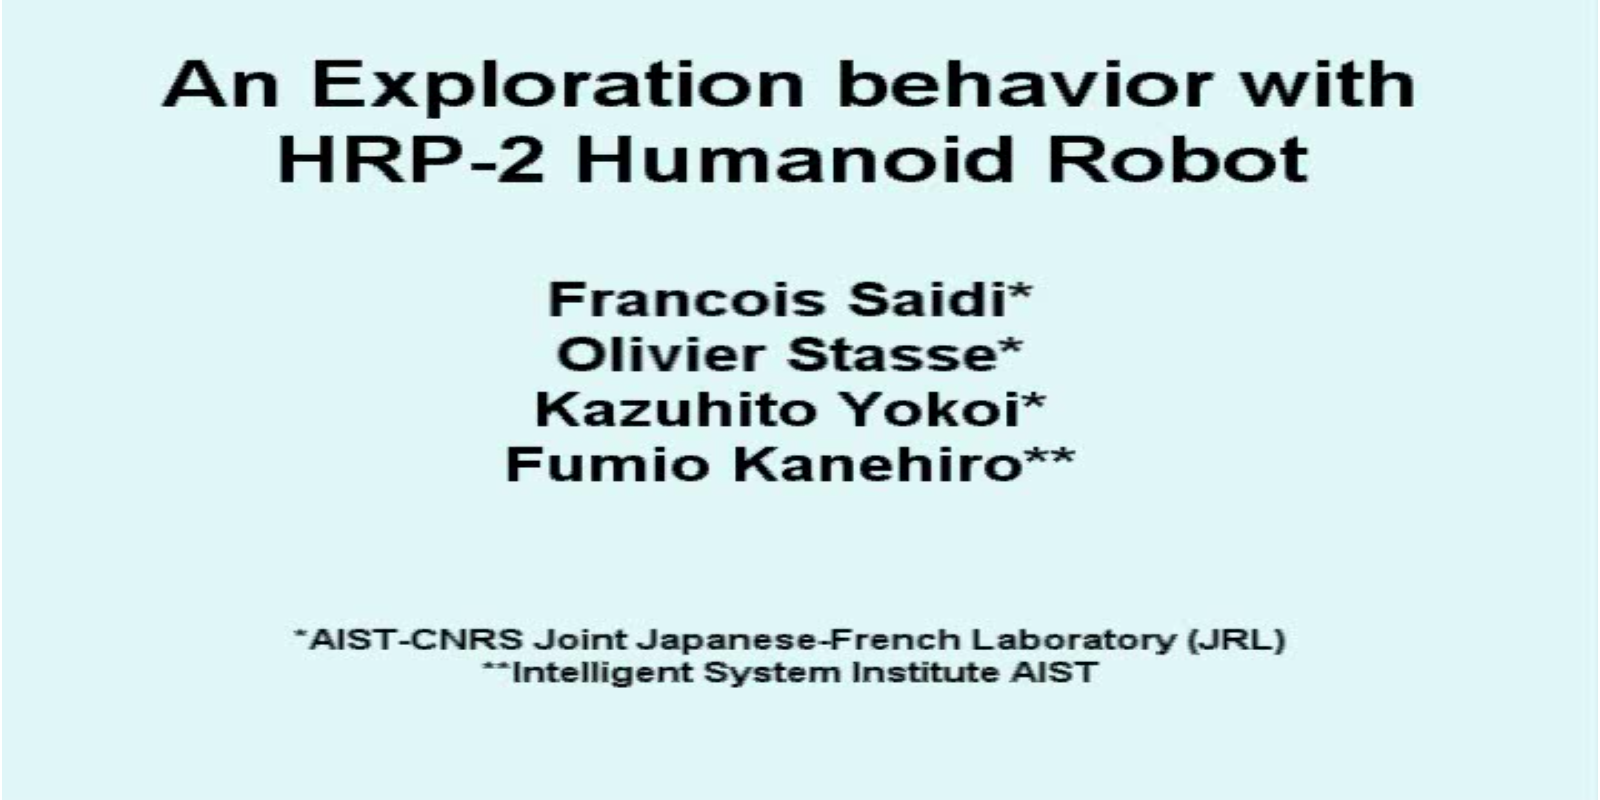 An Exploration behavior with
HRP-2 Humanoid Robot
Francois Saidi*
Olivier Stasse*
Kazuhito Yokoi*
Fumio Kanehiro**
*AIST-CNRS Joint Japanese-French Laboratory (JRL)
**Intelligent System Institute AIST